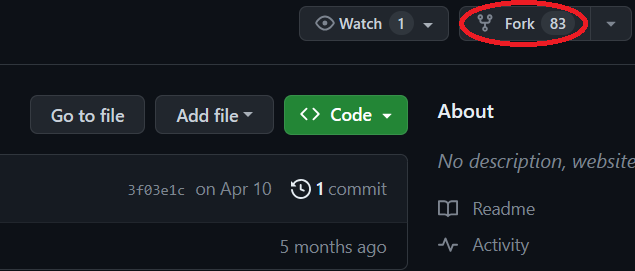 Watch 1
Fork 83
Go to file
Add file
Code
About
No description, website
3f03e1c on Apr 10
1 commit
Readme
5 months ago
Activity